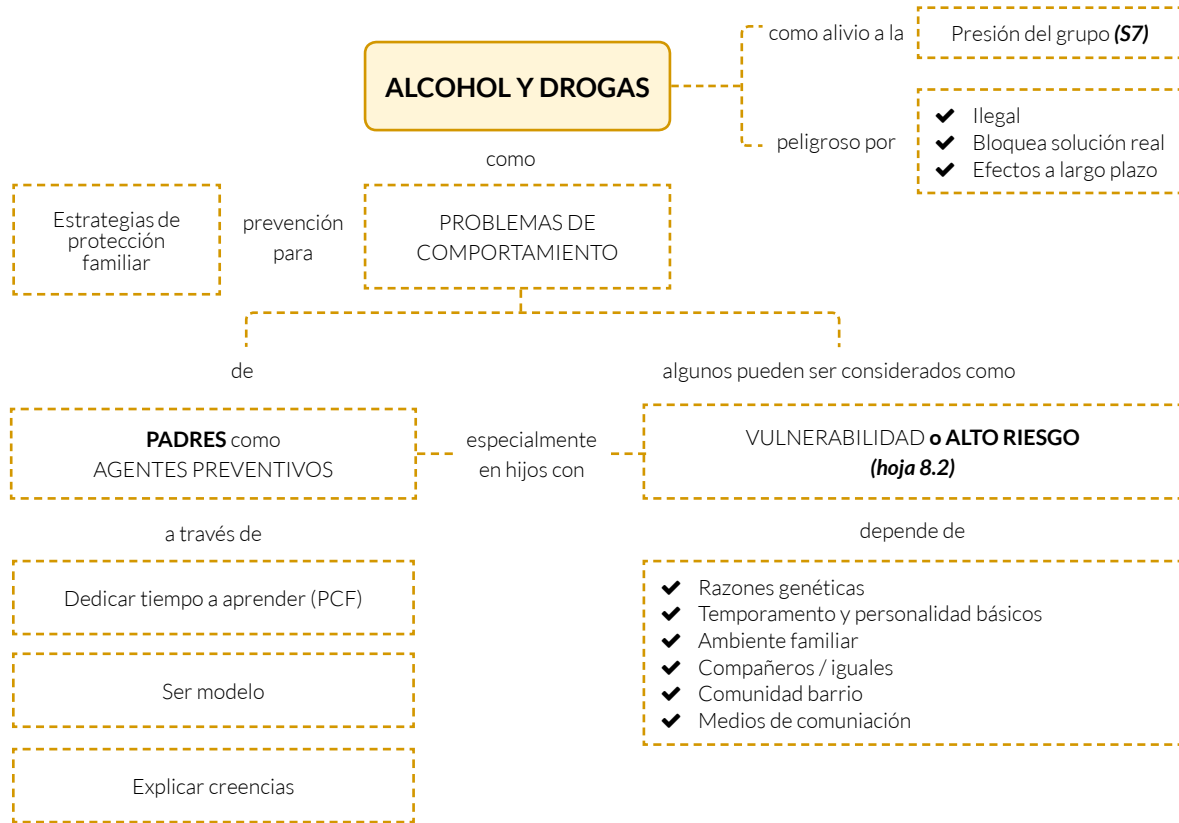 como alivio a la
Presión del grupo (S7)
ALCOHOL Y DROGAS
peligroso por
✔ Ilegal
✔ Bloquea solución real
✔ Efectos a largo plazo
como
Estrategias de
protección
familiar
prevención
para
PROBLEMAS DE
COMPORTAMIENTO
de
algunos pueden ser considerados como
PADRES como
AGENTES PREVENTIVOS
especialmente
en hijos con
VULNERABILIDAD o ALTO RIESGO
(hoja 8.2)
a través de
depende de
Dedicar tiempo a aprender (PCF)
Ser modelo
Explicar creencias
✔ Razones genéticas
✔ Temporamento y personalidad básicos
✔ Ambiente familiar
✔ Compañeros / iguales
✔ Comunidad barrio
✔ Medios de comuniación